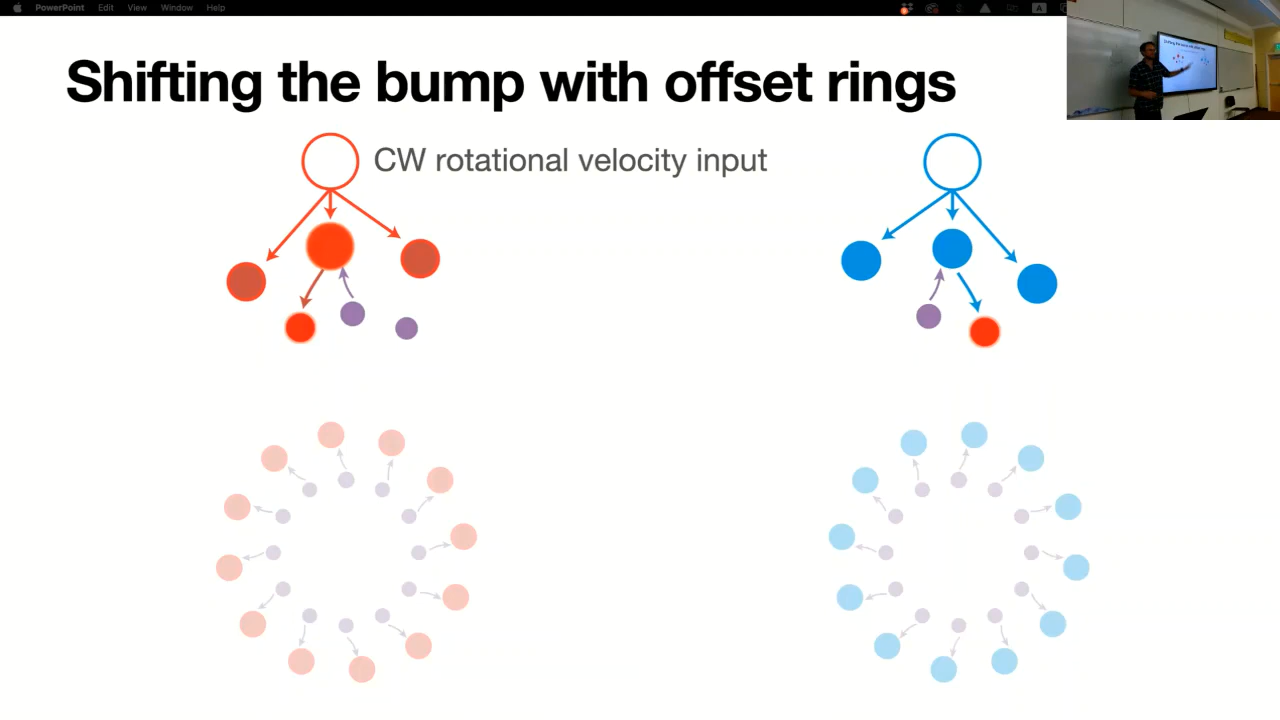 PowerPoint Edit View Window Help
A
Shifting the bump with offset rings
CW rotational velocity input